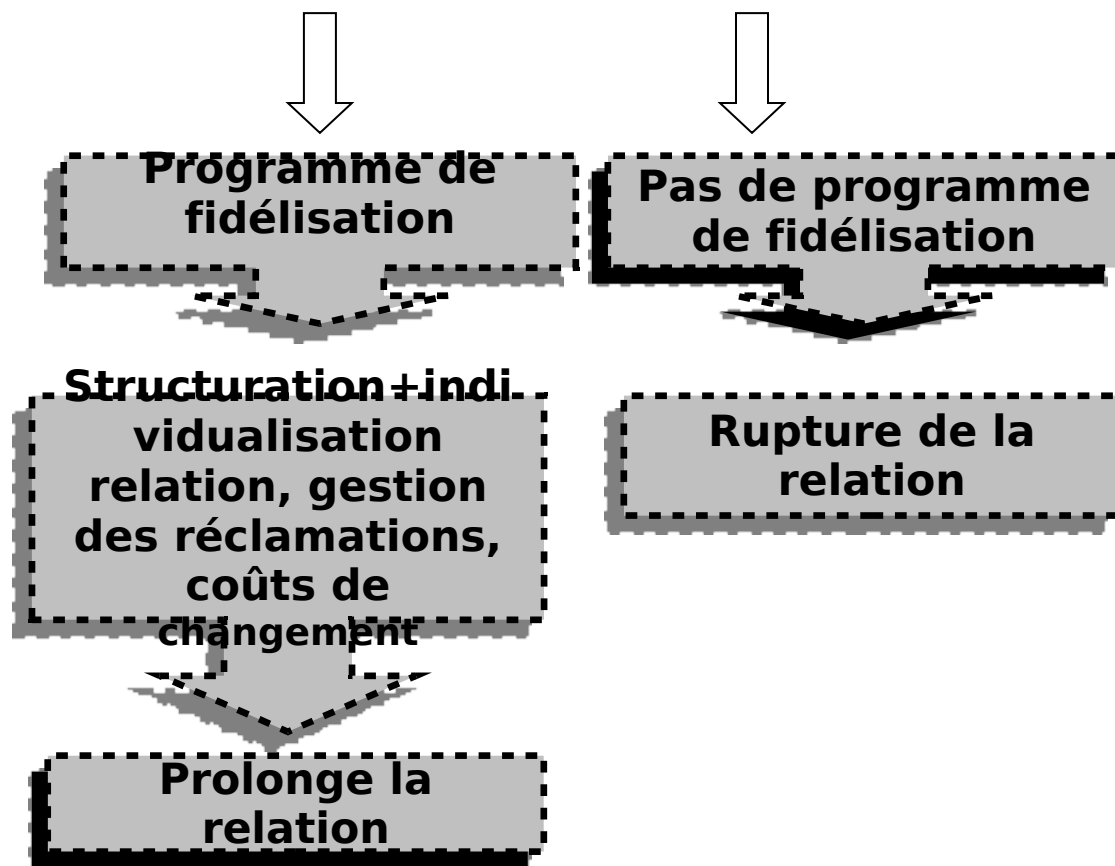 Programme de
fidélisation
Pas de programme
de fidélisation
Structuration+indi
vidualisation
relation, gestion
des réclamations,
coûts de
changement
Rupture de la
relation
Prolonge la
relation